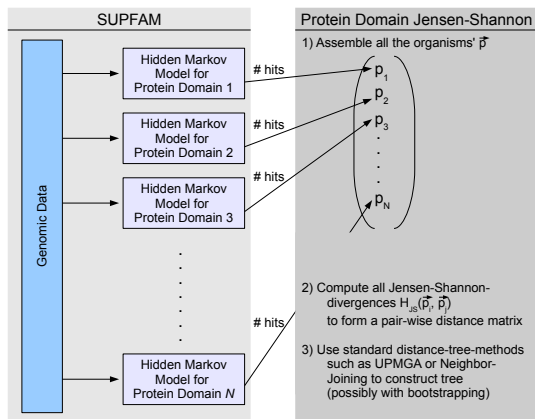 SUPFAM
Protein Domain Jensen-Shannon
Genomic Data
Hidden Markov
Model for
Protein Domain 1
# hits
Hidden Markov
Model for
Protein Domain 2
# hits
Hidden Markov
Model for
Protein Domain 3
# hits
.
.
.
.
.
Hidden Markov
Model for
Protein Domain N
# hits
1) Assemble all the organisms' p⃗
p₁
p₂
p₃
.
.
.
.
p_N
2) Compute all Jensen-Shannon-
divergences H_JS(p⃗_i, p⃗_j)
to form a pair-wise distance matrix
3) Use standard distance-tree-methods
such as UPMGA or Neighbor-
Joining to construct tree
(possibly with bootstrapping)